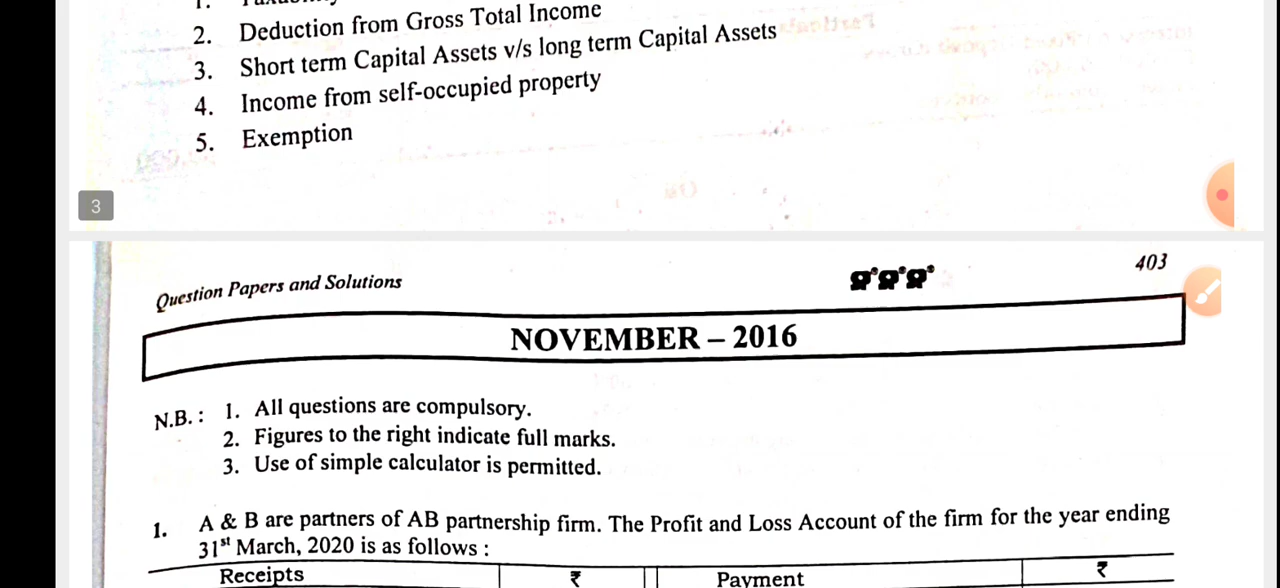 2. Deduction from Gross Total Income
3. Short term Capital Assets v/s long term Capital Assets
4. Income from self-occupied property
5. Exemption
3
Question Papers and Solutions
403
NOVEMBER – 2016
N.B. : 1. All questions are compulsory.
2. Figures to the right indicate full marks.
3. Use of simple calculator is permitted.
1. A & B are partners of AB partnership firm. The Profit and Loss Account of the firm for the year ending
31st March, 2020 is as follows :
Receipts ₹ Payment ₹